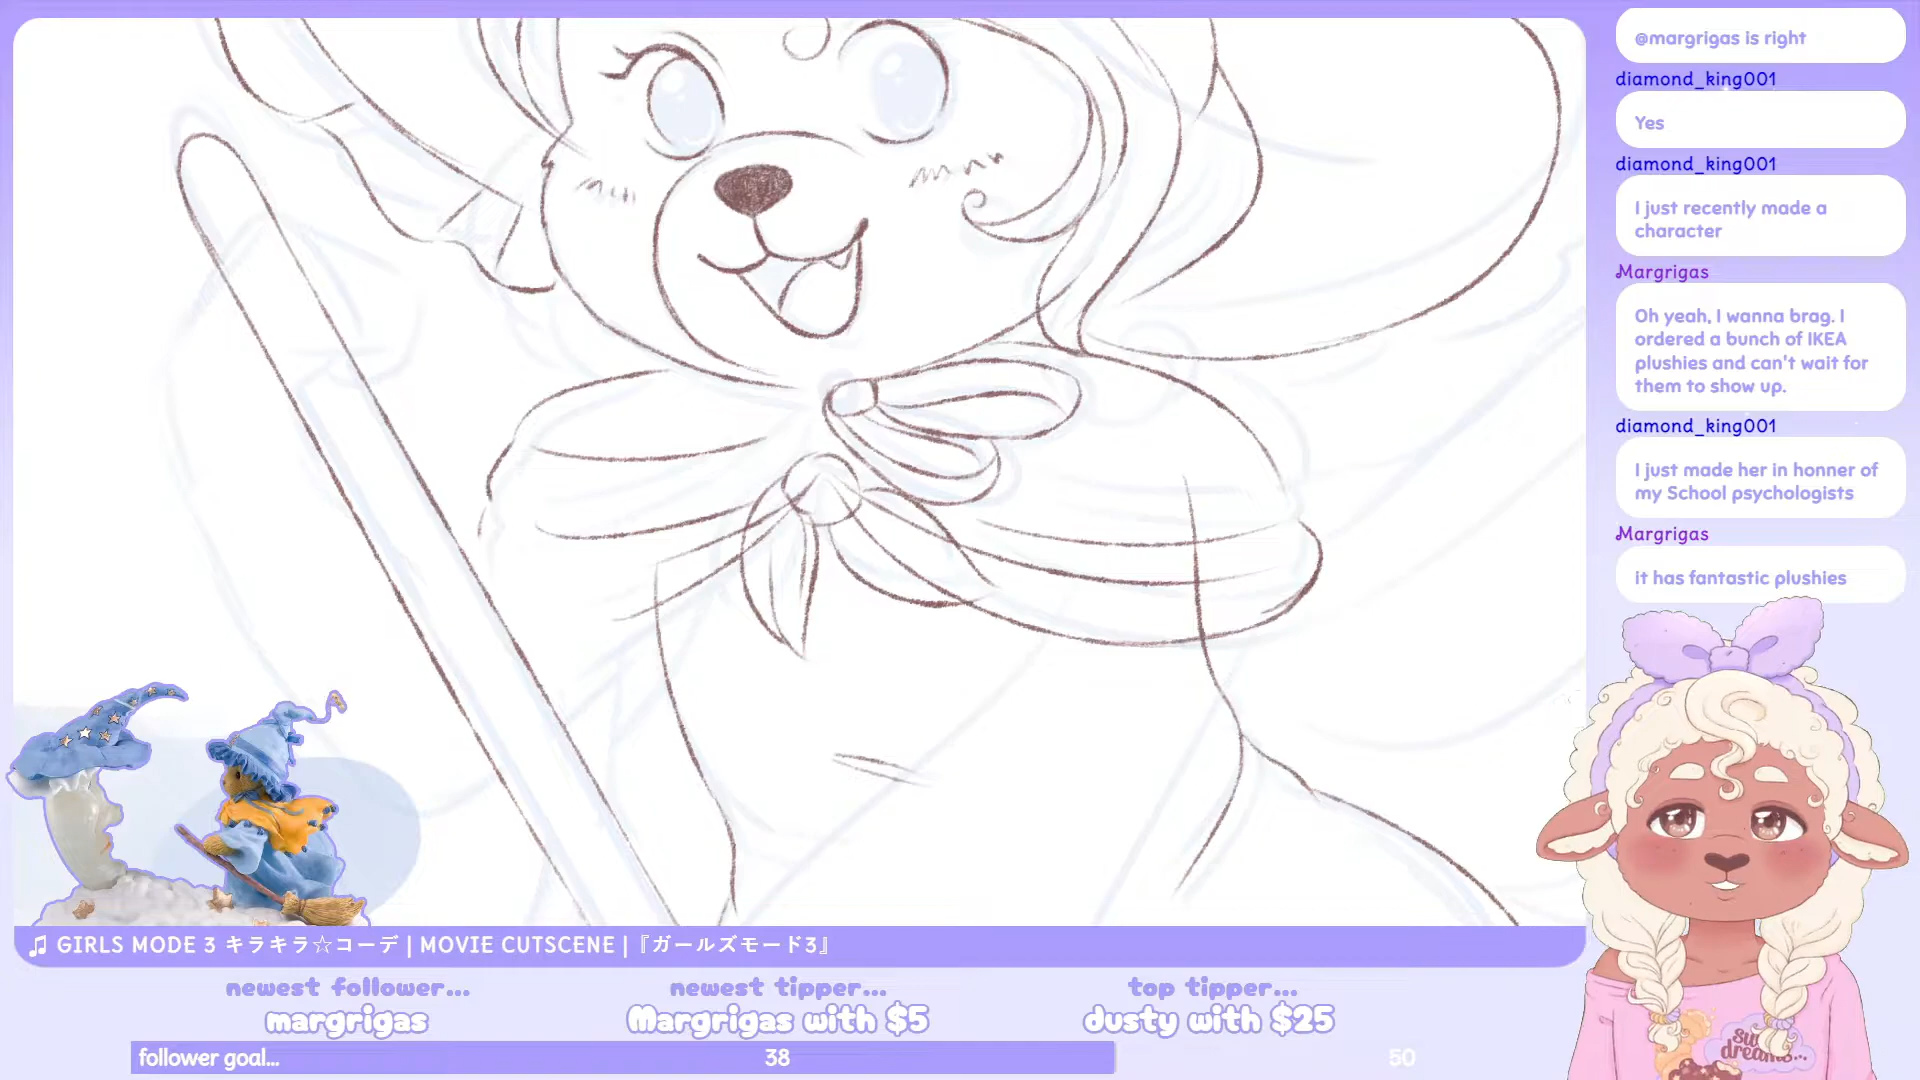 @margrigas is right
diamond_king001
Yes
diamond_king001
I just recently made a
character
Margrigas
Oh yeah, I wanna brag. I
ordered a bunch of IKEA
plushies and can't wait for
them to show up.
diamond_king001
I just made her in honner of
my School psychologists
Margrigas
it has fantastic plushies
♫ GIRLS MODE 3 キラキラ☆コーデ | MOVIE CUTSCENE |『ガールズモード3』
newest follower...
margrigas
newest tipper...
Margrigas with $5
top tipper...
dusty with $25
follower goal...
38
50
dreams...